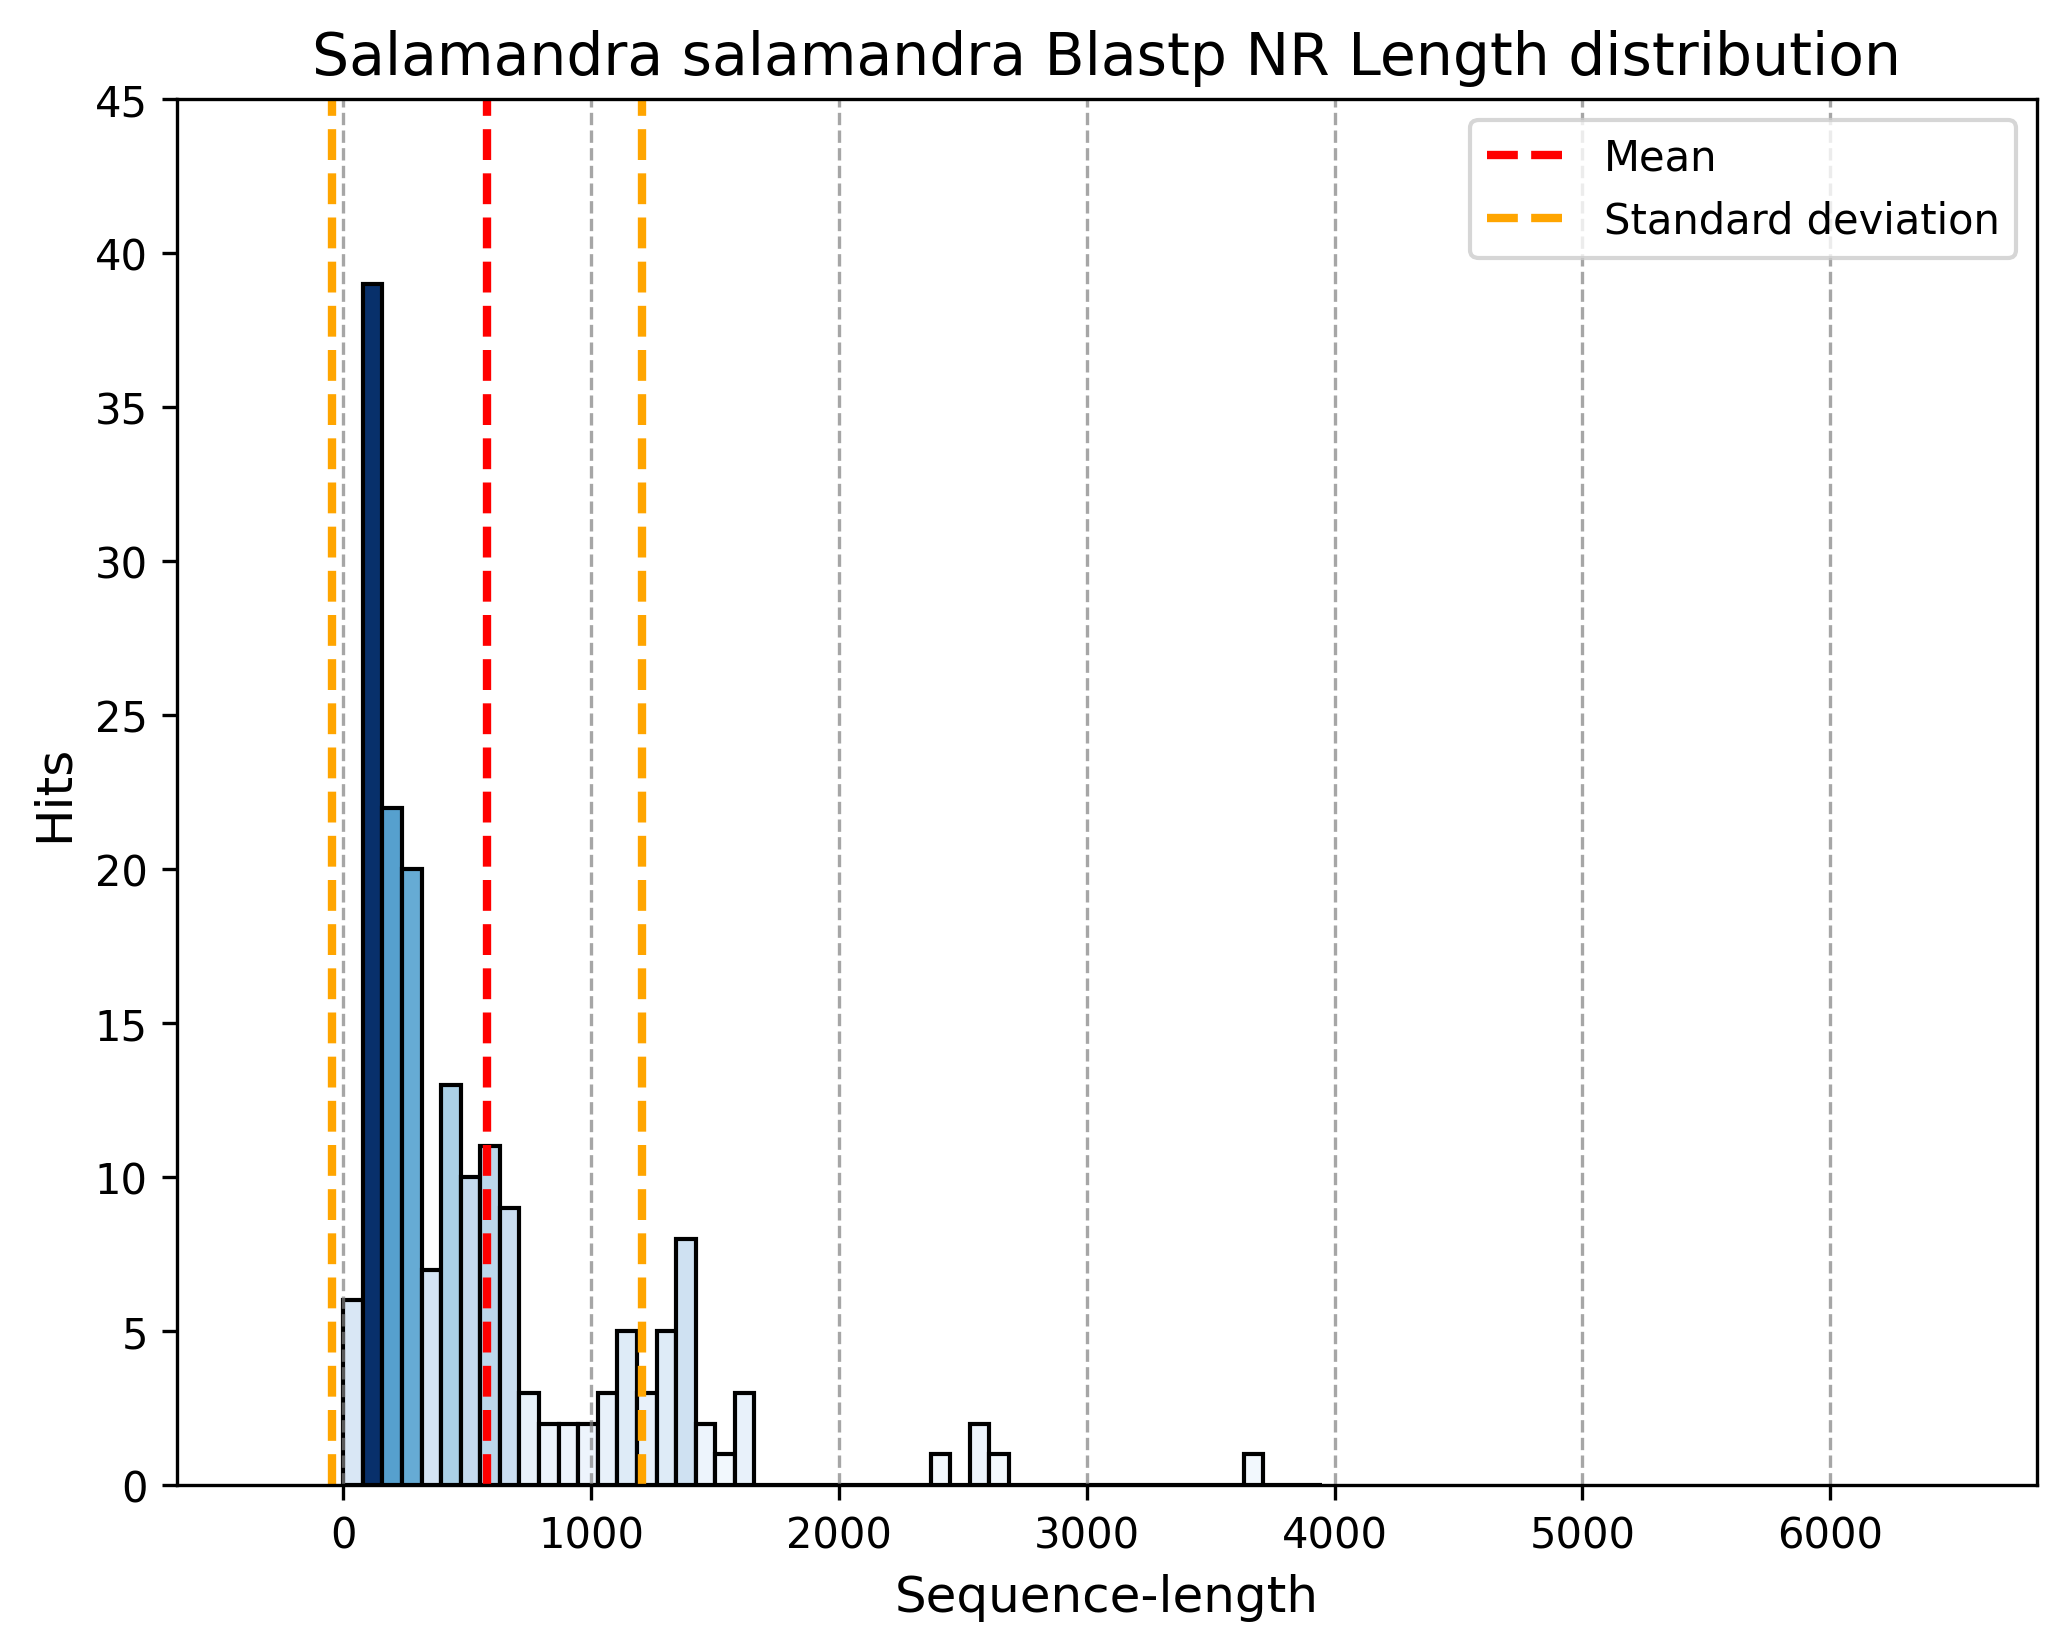 Salamandra salamandra Blastp NR Length distribution
45
40
35
30
25
20
15
10
5
0
Hits
Mean
Standard deviation
0 1000 2000 3000 4000 5000 6000
Sequence-length